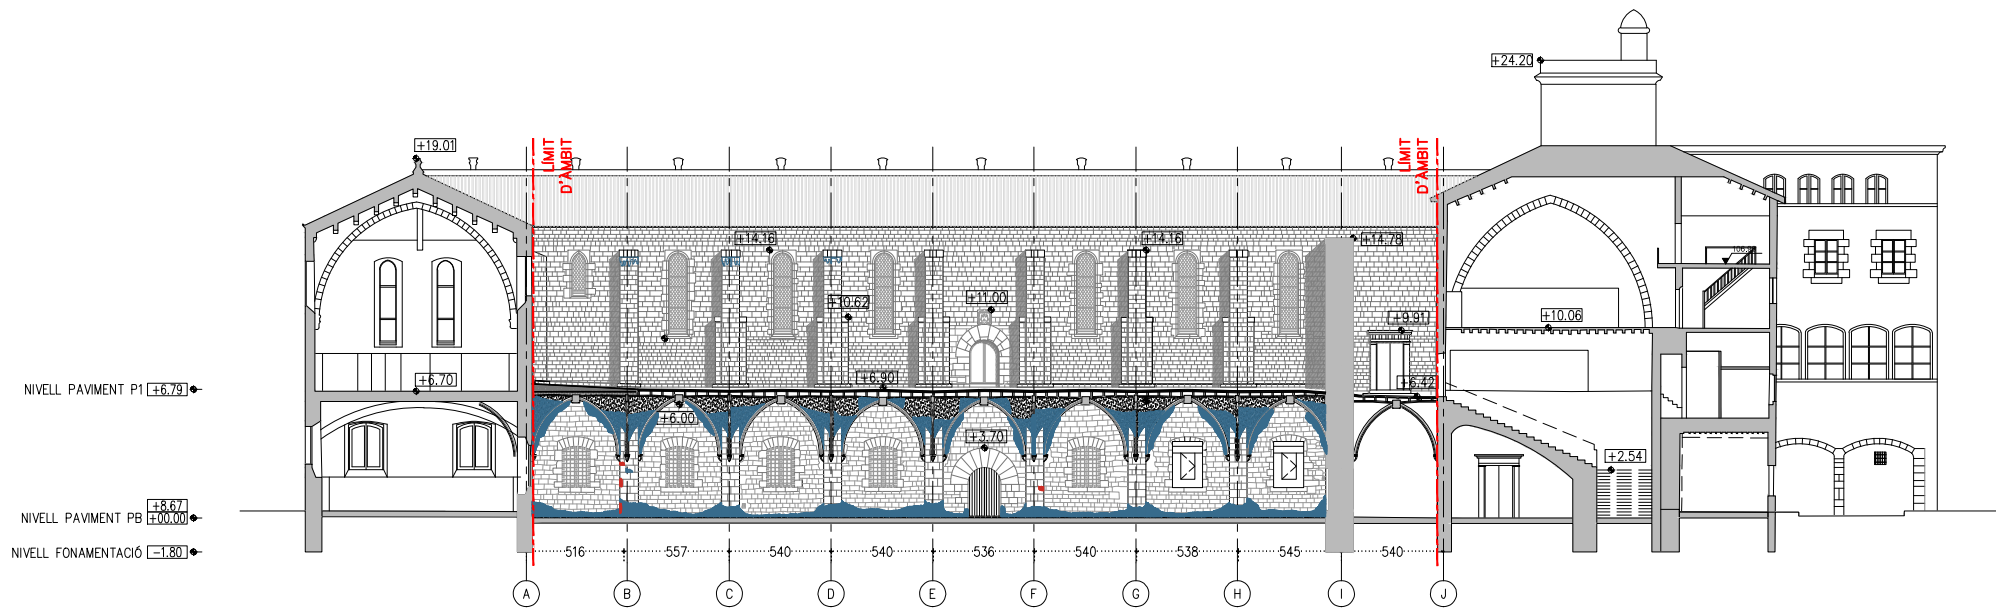 +24.20
+19.01
LÍMIT
D'ÀMBIT
LÍMIT
D'ÀMBIT
+14.16
+14.16
+14.78
+10.62
+11.00
+9.91
+10.06
NIVELL PAVIMENT P1 +6.79
+6.70
+6.90
+6.42
+6.00
+3.70
+2.54
+8.67
NIVELL PAVIMENT PB +00.00
NIVELL FONAMENTACIÓ -1.80
516 557 540 540 536 540 538 545 540
A B C D E F G H I J